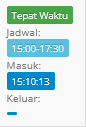 Tepat Waktu
Jadwal:
15:00-17:30
Masuk:
15:10:13
Keluar:
-